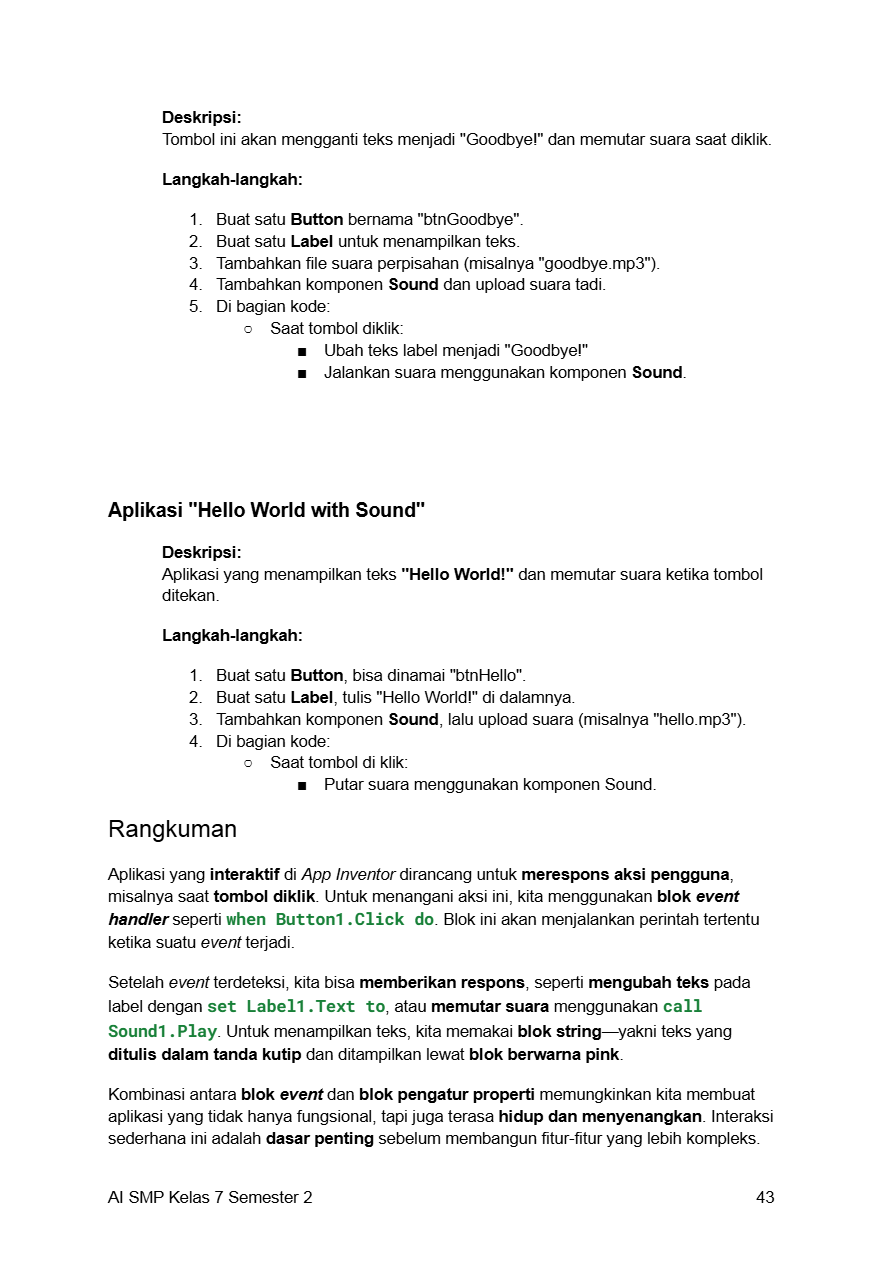 Deskripsi:
Tombol ini akan mengganti teks menjadi "Goodbye!" dan memutar suara saat diklik.
Langkah-langkah:
1. Buat satu Button bernama "btnGoodbye".
2. Buat satu Label untuk menampilkan teks.
3. Tambahkan file suara perpisahan (misalnya "goodbye.mp3").
4. Tambahkan komponen Sound dan upload suara tadi.
5. Di bagian kode:
○ Saat tombol diklik:
■ Ubah teks label menjadi "Goodbye!"
■ Jalankan suara menggunakan komponen Sound.
Aplikasi "Hello World with Sound"
Deskripsi:
Aplikasi yang menampilkan teks "Hello World!" dan memutar suara ketika tombol
ditekan.
Langkah-langkah:
1. Buat satu Button, bisa dinamai "btnHello".
2. Buat satu Label, tulis "Hello World!" di dalamnya.
3. Tambahkan komponen Sound, lalu upload suara (misalnya "hello.mp3").
4. Di bagian kode:
○ Saat tombol di klik:
■ Putar suara menggunakan komponen Sound.
Rangkuman
Aplikasi yang interaktif di App Inventor dirancang untuk merespons aksi pengguna,
misalnya saat tombol diklik. Untuk menangani aksi ini, kita menggunakan blok event
handler seperti when Button1.Click do. Blok ini akan menjalankan perintah tertentu
ketika suatu event terjadi.
Setelah event terdeteksi, kita bisa memberikan respons, seperti mengubah teks pada
label dengan set Label1.Text to, atau memutar suara menggunakan call
Sound1.Play. Untuk menampilkan teks, kita memakai blok string—yakni teks yang
ditulis dalam tanda kutip dan ditampilkan lewat blok berwarna pink.
Kombinasi antara blok event dan blok pengatur properti memungkinkan kita membuat
aplikasi yang tidak hanya fungsional, tapi juga terasa hidup dan menyenangkan. Interaksi
sederhana ini adalah dasar penting sebelum membangun fitur-fitur yang lebih kompleks.
AI SMP Kelas 7 Semester 2 43